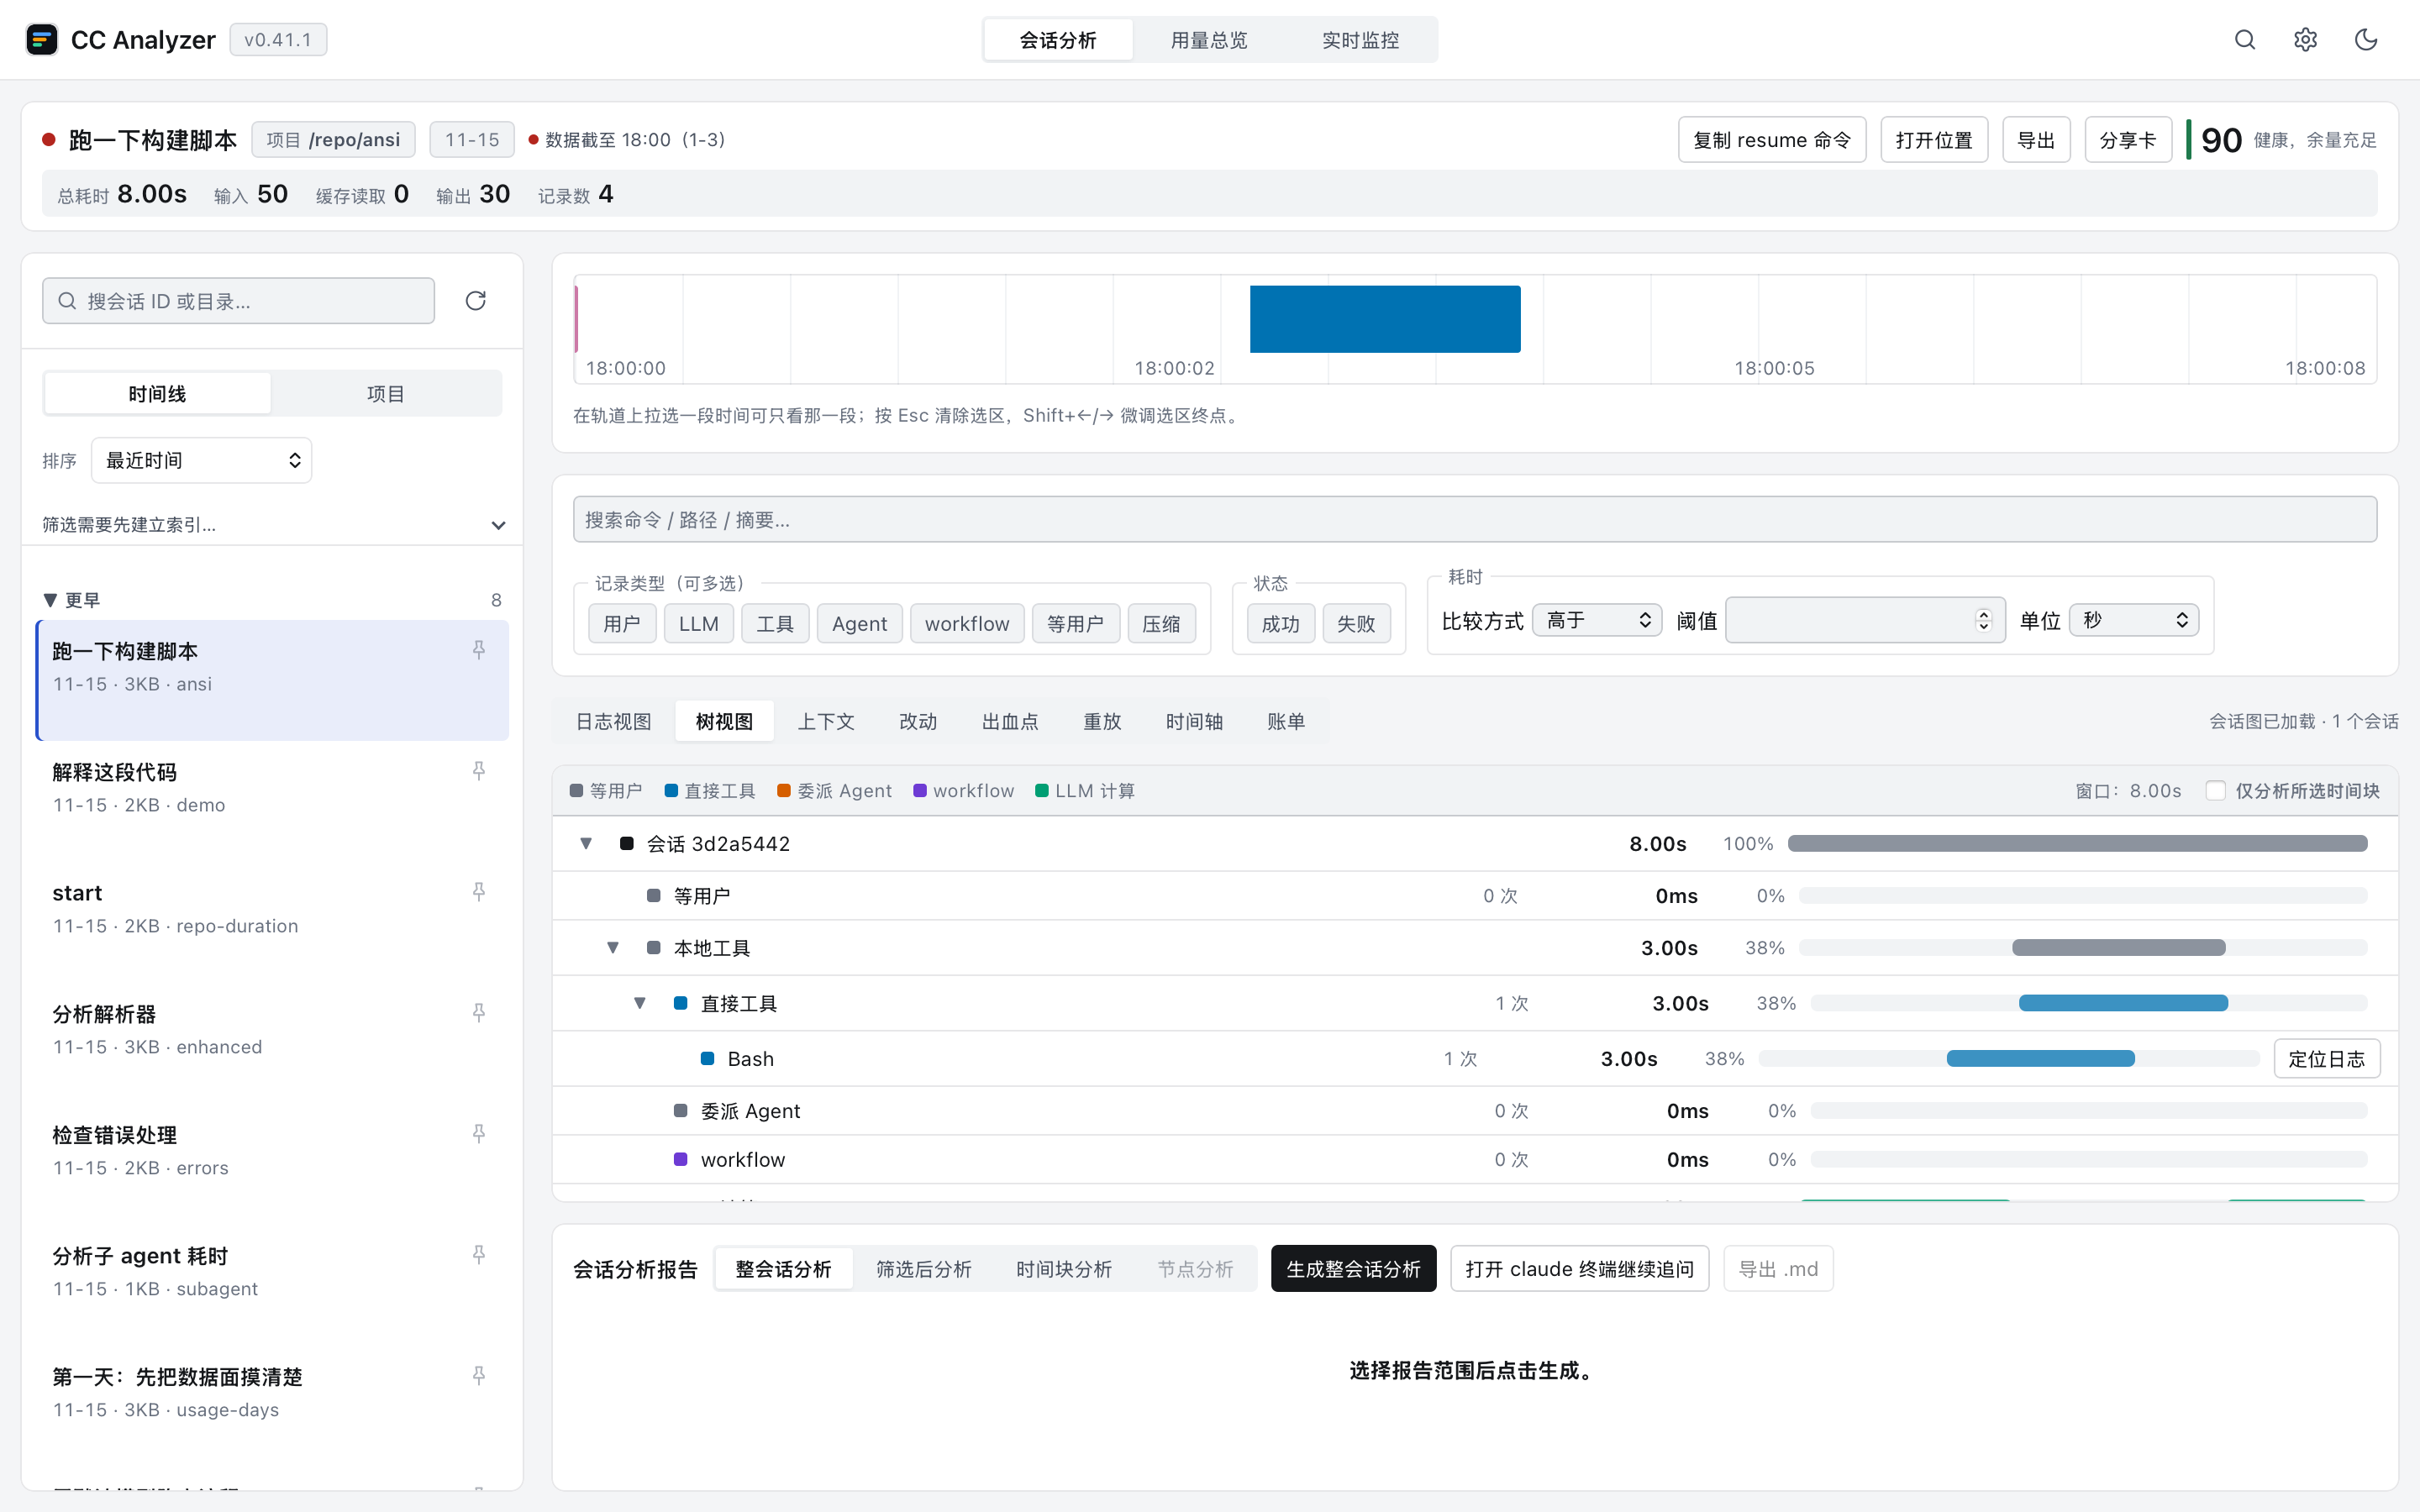 CC Analyzer v0.41.1 会话分析 用量总览 实时监控
跑一下构建脚本 项目 /repo/ansi 11-15 数据截至 18:00（1-3） 复制 resume 命令 打开位置 导出 分享卡 90 健康，余量充足
总耗时 8.00s 输入 50 缓存读取 0 输出 30 记录数 4
搜会话 ID 或目录...
时间线 项目
排序 最近时间
筛选需要先建立索引...
▼ 更早 8
跑一下构建脚本
11-15 · 3KB · ansi
解释这段代码
11-15 · 2KB · demo
start
11-15 · 2KB · repo-duration
分析解析器
11-15 · 3KB · enhanced
检查错误处理
11-15 · 2KB · errors
分析子 agent 耗时
11-15 · 1KB · subagent
第一天：先把数据面摸清楚
11-15 · 3KB · usage-days
18:00:00 18:00:02 18:00:05 18:00:08
在轨道上拉选一段时间可只看那一段；按 Esc 清除选区，Shift+←/→ 微调选区终点。
搜索命令 / 路径 / 摘要...
记录类型（可多选） 状态 耗时
用户 LLM 工具 Agent workflow 等用户 压缩 成功 失败 比较方式 高于 阈值 单位 秒
日志视图 树视图 上下文 改动 出血点 重放 时间轴 账单 会话图已加载 · 1 个会话
等用户 直接工具 委派 Agent workflow LLM 计算 窗口：8.00s 仅分析所选时间块
▼ 会话 3d2a5442 8.00s 100%
等用户 0 次 0ms 0%
▼ 本地工具 3.00s 38%
▼ 直接工具 1 次 3.00s 38%
Bash 1 次 3.00s 38% 定位日志
委派 Agent 0 次 0ms 0%
workflow 0 次 0ms 0%
会话分析报告 整会话分析 筛选后分析 时间块分析 节点分析 生成整会话分析 打开 claude 终端继续追问 导出 .md
选择报告范围后点击生成。